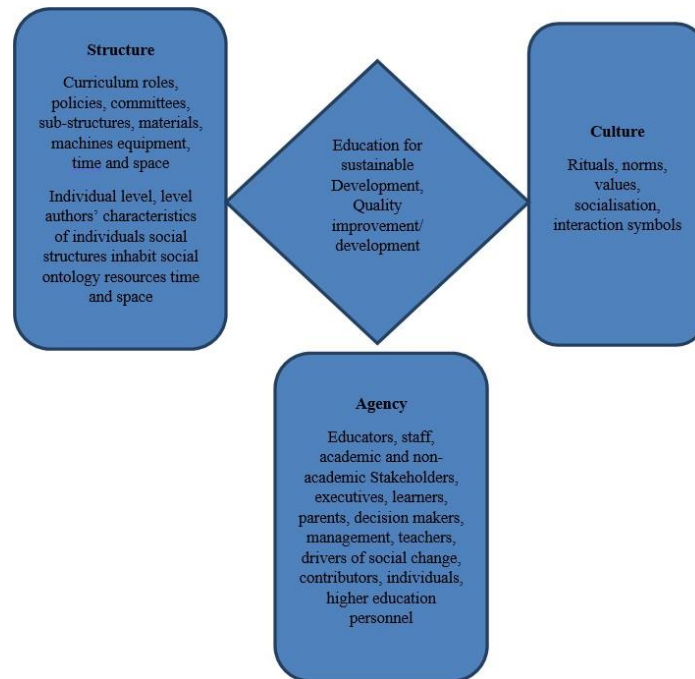 Structure
Curriculum roles,
policies, committees,
sub-structures, materials,
machines equipment,
time and space
Individual level, level
authors’ characteristics
of individuals social
structures inhabit social
ontology resources time
and space
Education for
sustainable
Development,
Quality
improvement/
development
Culture
Rituals, norms,
values,
socialisation,
interaction symbols
Agency
Educators, staff,
academic and non-
academic Stakeholders,
executives, learners,
parents, decision makers,
management, teachers,
drivers of social change,
contributors, individuals,
higher education
personnel